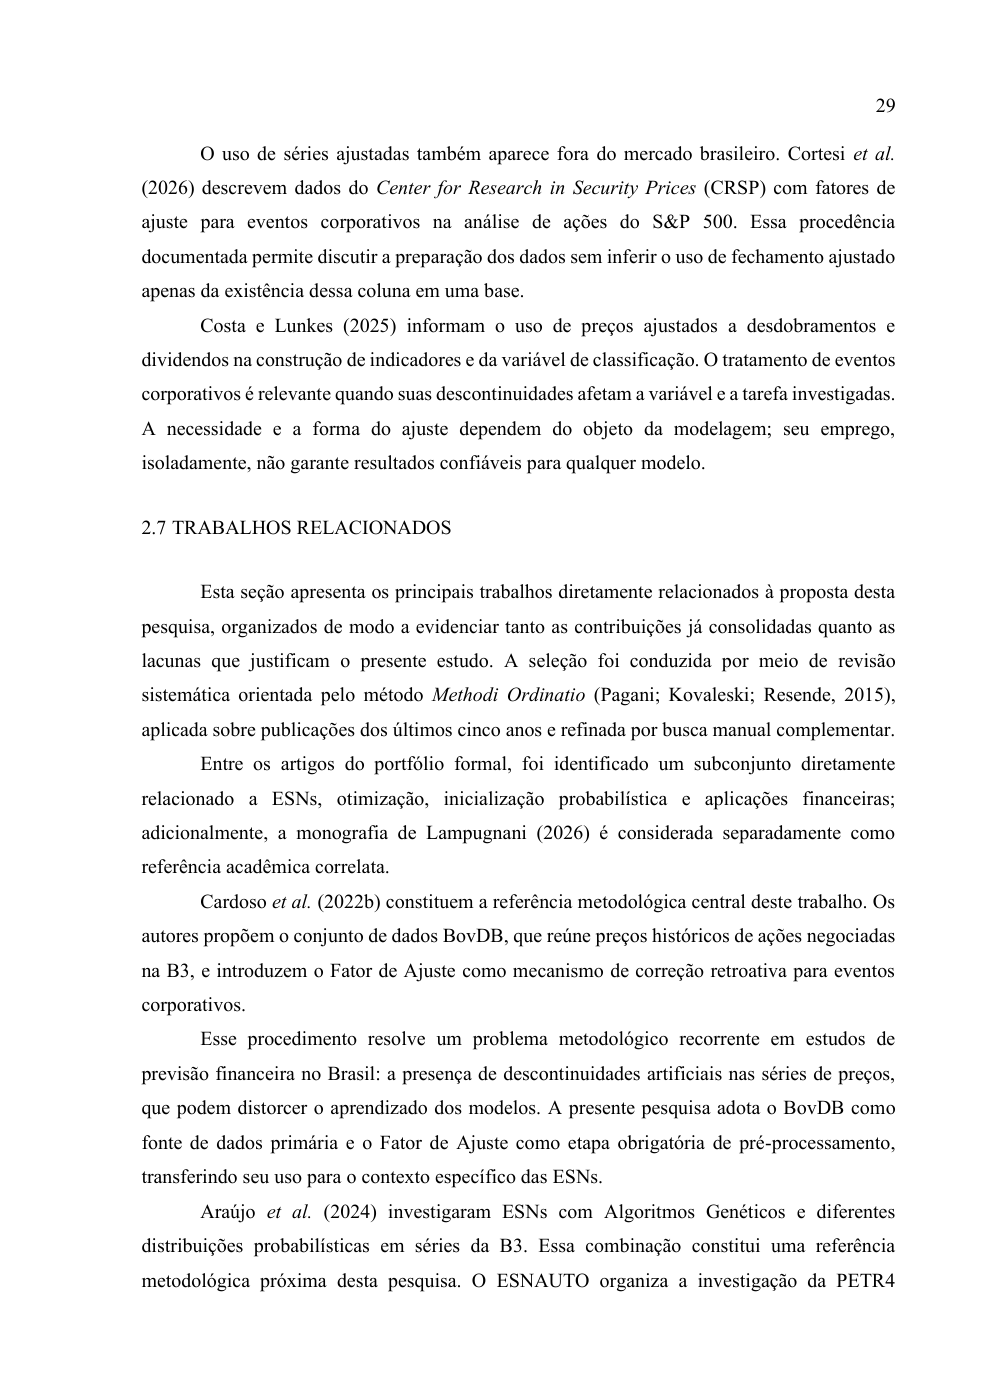 29
O uso de séries ajustadas também aparece fora do mercado brasileiro. Cortesi et al.
(2026) descrevem dados do Center for Research in Security Prices (CRSP) com fatores de
ajuste para eventos corporativos na análise de ações do S&P 500. Essa procedência
documentada permite discutir a preparação dos dados sem inferir o uso de fechamento ajustado
apenas da existência dessa coluna em uma base.
Costa e Lunkes (2025) informam o uso de preços ajustados a desdobramentos e
dividendos na construção de indicadores e da variável de classificação. O tratamento de eventos
corporativos é relevante quando suas descontinuidades afetam a variável e a tarefa investigadas.
A necessidade e a forma do ajuste dependem do objeto da modelagem; seu emprego,
isoladamente, não garante resultados confiáveis para qualquer modelo.
2.7 TRABALHOS RELACIONADOS
Esta seção apresenta os principais trabalhos diretamente relacionados à proposta desta
pesquisa, organizados de modo a evidenciar tanto as contribuições já consolidadas quanto as
lacunas que justificam o presente estudo. A seleção foi conduzida por meio de revisão
sistemática orientada pelo método Methodi Ordinatio (Pagani; Kovaleski; Resende, 2015),
aplicada sobre publicações dos últimos cinco anos e refinada por busca manual complementar.
Entre os artigos do portfólio formal, foi identificado um subconjunto diretamente
relacionado a ESNs, otimização, inicialização probabilística e aplicações financeiras;
adicionalmente, a monografia de Lampugnani (2026) é considerada separadamente como
referência acadêmica correlata.
Cardoso et al. (2022b) constituem a referência metodológica central deste trabalho. Os
autores propõem o conjunto de dados BovDB, que reúne preços históricos de ações negociadas
na B3, e introduzem o Fator de Ajuste como mecanismo de correção retroativa para eventos
corporativos.
Esse procedimento resolve um problema metodológico recorrente em estudos de
previsão financeira no Brasil: a presença de descontinuidades artificiais nas séries de preços,
que podem distorcer o aprendizado dos modelos. A presente pesquisa adota o BovDB como
fonte de dados primária e o Fator de Ajuste como etapa obrigatória de pré-processamento,
transferindo seu uso para o contexto específico das ESNs.
Araújo et al. (2024) investigaram ESNs com Algoritmos Genéticos e diferentes
distribuições probabilísticas em séries da B3. Essa combinação constitui uma referência
metodológica próxima desta pesquisa. O ESNAUTO organiza a investigação da PETR4